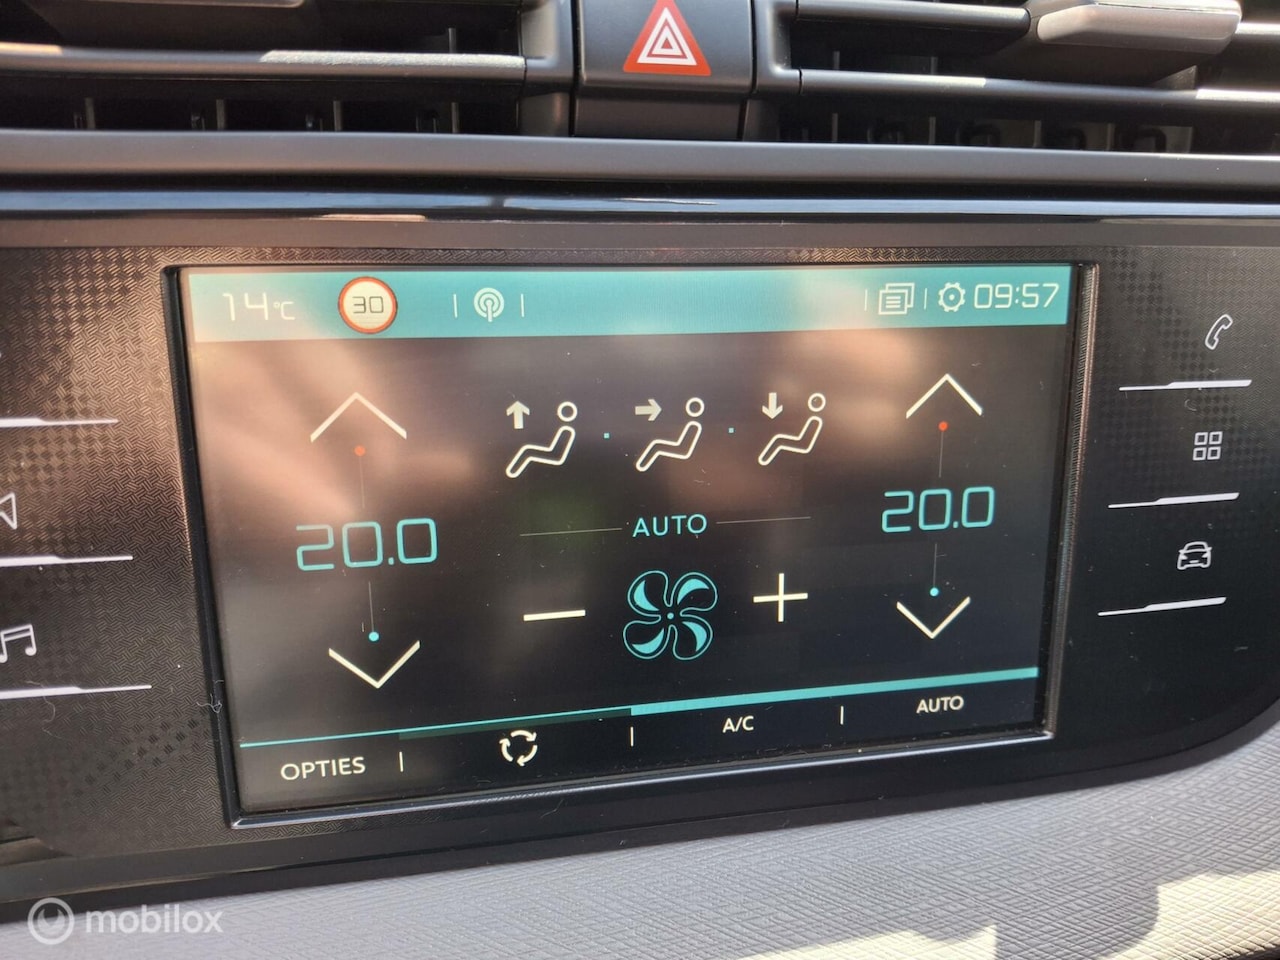 14°C 30 09:57
20.0 AUTO 20.0
OPTIES A/C AUTO
mobilox